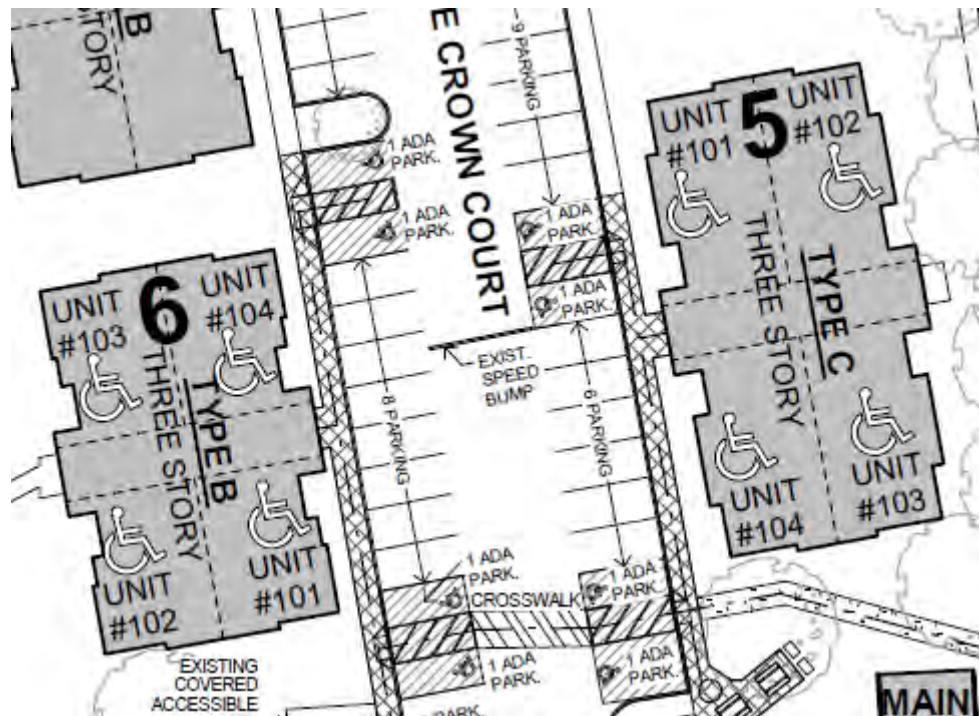 B
STORY
E CROWN COURT
9 PARKING
1 ADA
PARK.
1 ADA
PARK.
1 ADA
PARK.
1 ADA
PARK.
UNIT
#101
5
UNIT
#102
THREE STORY
TYPE C
UNIT
#104
UNIT
#103
UNIT
#103
6
UNIT
#104
THREE STORY
TYPE B
UNIT
#102
UNIT
#101
EXIST.
SPEED
BUMP
8 PARKING
6 PARKING
1 ADA
PARK.
CROSSWALK
1 ADA
PARK.
1 ADA
PARK.
1 ADA
PARK.
EXISTING
COVERED
ACCESSIBLE
PARK.
MAIN